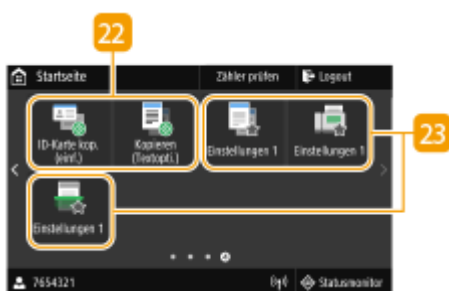 22
Startseite
Zähler prüfen
Logout
ID-Karte kop.
(einf.)
Kopieren
(Textopti.)
Einstellungen 1
Einstellungen 1
23
Einstellungen 1
7654321
Statusmonitor